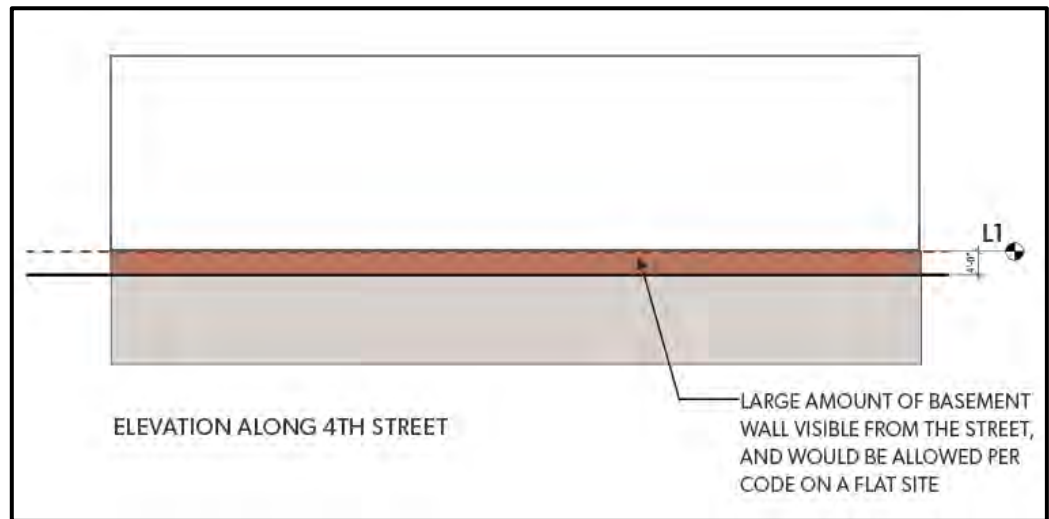 L1
4'-0"
ELEVATION ALONG 4TH STREET
LARGE AMOUNT OF BASEMENT
WALL VISIBLE FROM THE STREET,
AND WOULD BE ALLOWED PER
CODE ON A FLAT SITE